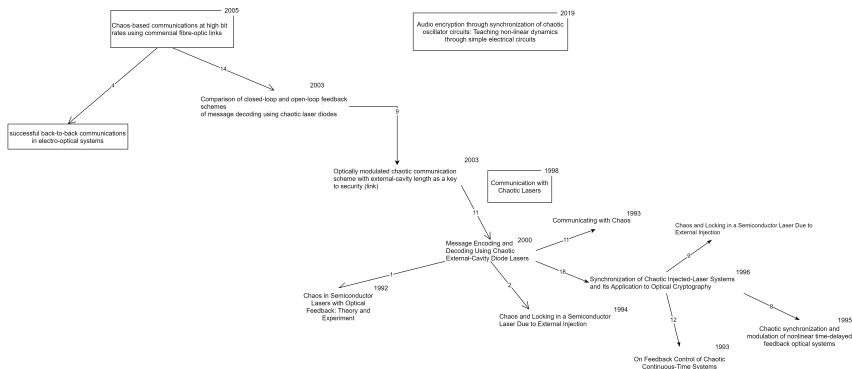 2005
Chaos-based communications at high bit
rates using commercial fibre-optic links
2019
Audio encryption through synchronization of chaotic
oscillator circuits: Teaching non-linear dynamics
through simple electrical circuits
4
14
2003
Comparison of closed-loop and open-loop feedback
schemes
of message decoding using chaotic laser diodes
9
successful back-to-back communications
in electro-optical systems
2003
Optically modulated chaotic communication
scheme with external-cavity length as a key
to security (link)
1998
Communication with
Chaotic Lasers
11
1993
Communicating with Chaos
11
Chaos and Locking in a Semiconductor Laser Due to
External Injection
2000
Message Encoding and
Decoding Using Chaotic
External-Cavity Diode Lasers
9
18
1996
Synchronization of Chaotic Injected-Laser Systems
and Its Application to Optical Cryptography
1
2
1992
Chaos in Semiconductor
Lasers with Optical
Feedback: Theory and
Experiment
1994
Chaos and Locking in a Semiconductor
Laser Due to External Injection
12
1995
Chaotic synchronization and
modulation of nonlinear time-delayed
feedback optical systems
1993
On Feedback Control of Chaotic
Continuous-Time Systems